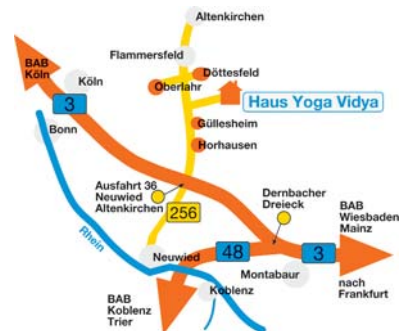 Altenkirchen
Flammersfeld
BAB
Köln
Köln
Döttesfeld
Oberlahr
Haus Yoga Vidya
3
Bonn
Güllesheim
Horhausen
Ausfahrt 36
Neuwied
Altenkirchen
256
Dernbacher
Dreieck
BAB
Wiesbaden
Mainz
Rhein
Neuwied
48
3
Montabaur
nach
Frankfurt
Koblenz
BAB
Koblenz
Trier